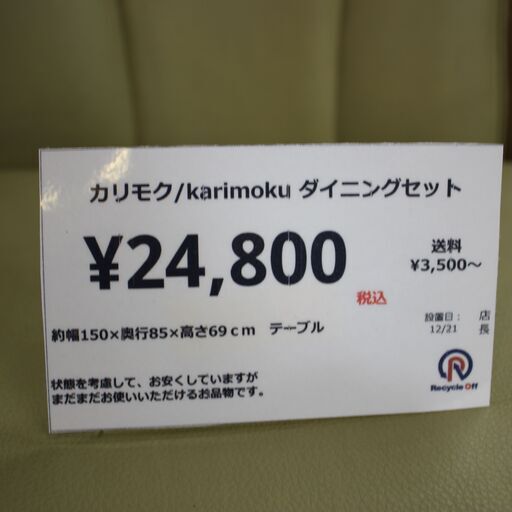 カリモク/karimoku ダイニングセット
¥24,800
税込
送料
¥3,500～
約幅150×奥行85×高さ69ｃｍ　テーブル
設置日：
12/21
店長
状態を考慮して、お安くしていますが
まだまだお使いいただけるお品物です。
Recycle Off